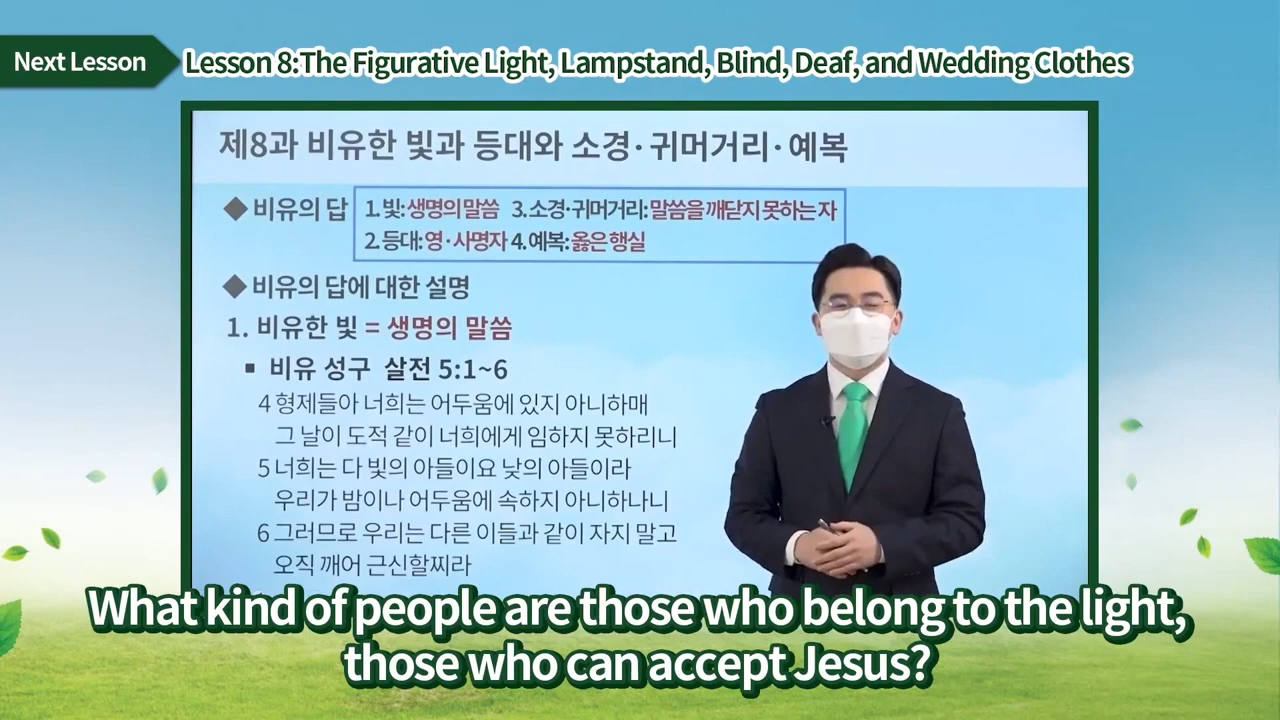 Next Lesson
Lesson 8:The Figurative Light, Lampstand, Blind, Deaf, and Wedding Clothes
제8과 비유한 빛과 등대와 소경·귀머거리·예복
◆ 비유의 답
1. 빛: 생명의 말씀 3. 소경·귀머거리: 말씀을 깨닫지 못하는 자
2. 등대: 영·사명자 4. 예복: 옳은 행실
◆ 비유의 답에 대한 설명
1. 비유한 빛 = 생명의 말씀
▪ 비유 성구 살전 5:1~6
4 형제들아 너희는 어두움에 있지 아니하매
그 날이 도적 같이 너희에게 임하지 못하리니
5 너희는 다 빛의 아들이요 낮의 아들이라
우리가 밤이나 어두움에 속하지 아니하나니
6 그러므로 우리는 다른 이들과 같이 자지 말고
오직 깨어 근신할찌라
What kind of people are those who belong to the light,
those who can accept Jesus?